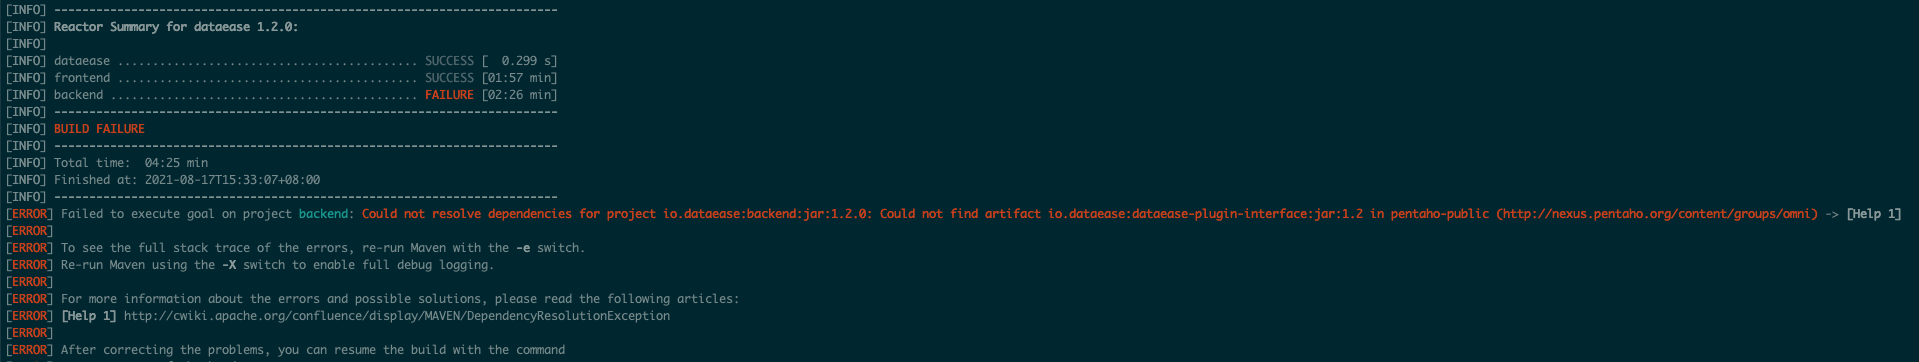 [INFO] ------------------------------------------------------------------------
[INFO] Reactor Summary for dataease 1.2.0:
[INFO]
[INFO] dataease ........................................... SUCCESS [  0.299 s]
[INFO] frontend ........................................... SUCCESS [01:57 min]
[INFO] backend ............................................ FAILURE [02:26 min]
[INFO] ------------------------------------------------------------------------
[INFO] BUILD FAILURE
[INFO] ------------------------------------------------------------------------
[INFO] Total time:  04:25 min
[INFO] Finished at: 2021-08-17T15:33:07+08:00
[INFO] ------------------------------------------------------------------------
[ERROR] Failed to execute goal on project backend: Could not resolve dependencies for project io.dataease:backend:jar:1.2.0: Could not find artifact io.dataease:dataease-plugin-interface:jar:1.2 in pentaho-public (http://nexus.pentaho.org/content/groups/omni) -> [Help 1]
[ERROR]
[ERROR] To see the full stack trace of the errors, re-run Maven with the -e switch.
[ERROR] Re-run Maven using the -X switch to enable full debug logging.
[ERROR]
[ERROR] For more information about the errors and possible solutions, please read the following articles:
[ERROR] [Help 1] http://cwiki.apache.org/confluence/display/MAVEN/DependencyResolutionException
[ERROR]
[ERROR] After correcting the problems, you can resume the build with the command